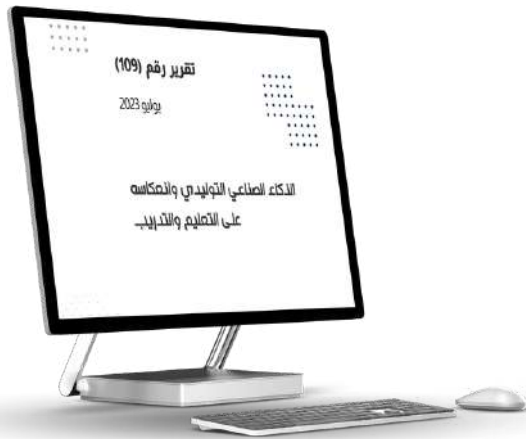 تقرير رقم (109)
يوليو 2023
الذكاء الصناعي التوليدي وانعكاسه
على التعليم والتدريب